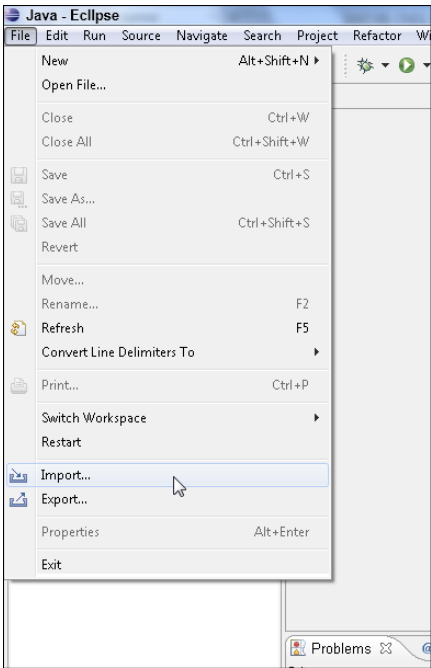 Java - Eclipse
File Edit Run Source Navigate Search Project Refactor Wi
New Alt+Shift+N
Open File...
Close Ctrl+W
Close All Ctrl+Shift+W
Save Ctrl+S
Save As...
Save All Ctrl+Shift+S
Revert
Move...
Rename... F2
Refresh F5
Convert Line Delimiters To
Print... Ctrl+P
Switch Workspace
Restart
Import...
Export...
Properties Alt+Enter
Exit
Problems @